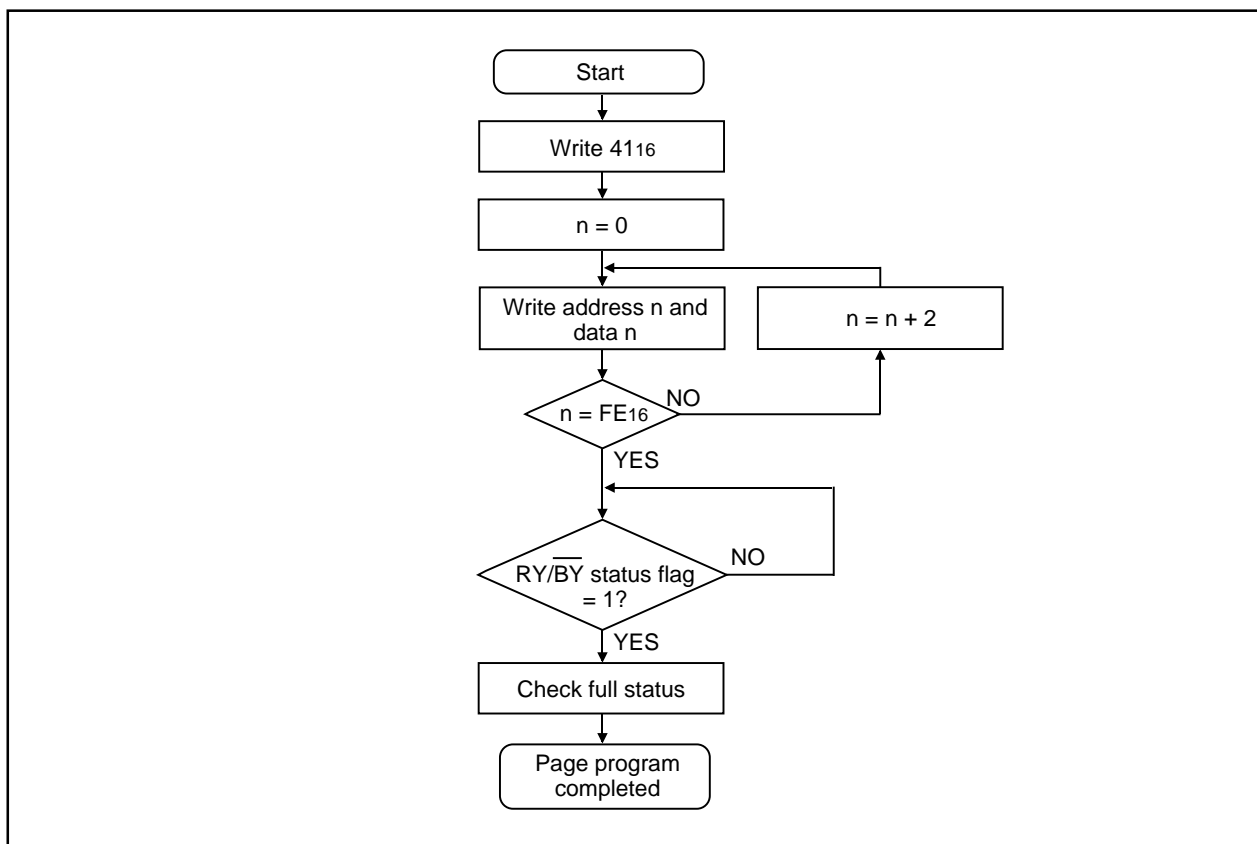 Start
Write 4116
n = 0
Write address n and
data n
n = n + 2
n = FE16
NO
YES
RY/BY status flag
= 1?
NO
YES
Check full status
Page program
completed